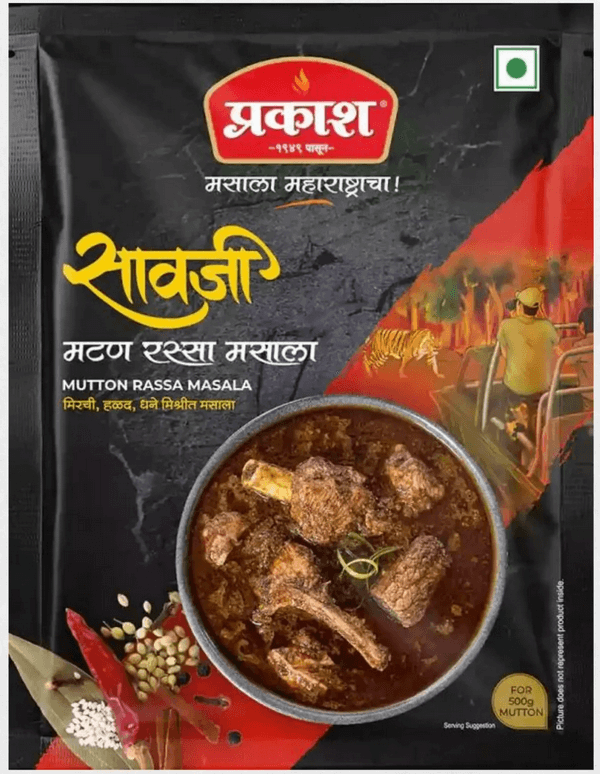 प्रकाश®
–१९४९ पासून–
मसाला महाराष्ट्राचा!
सावजी
मटण रस्सा मसाला
MUTTON RASSA MASALA
मिरची, हळद, धने मिश्रीत मसाला
FOR
500g
MUTTON
Serving Suggestion
Picture does not represent product inside.